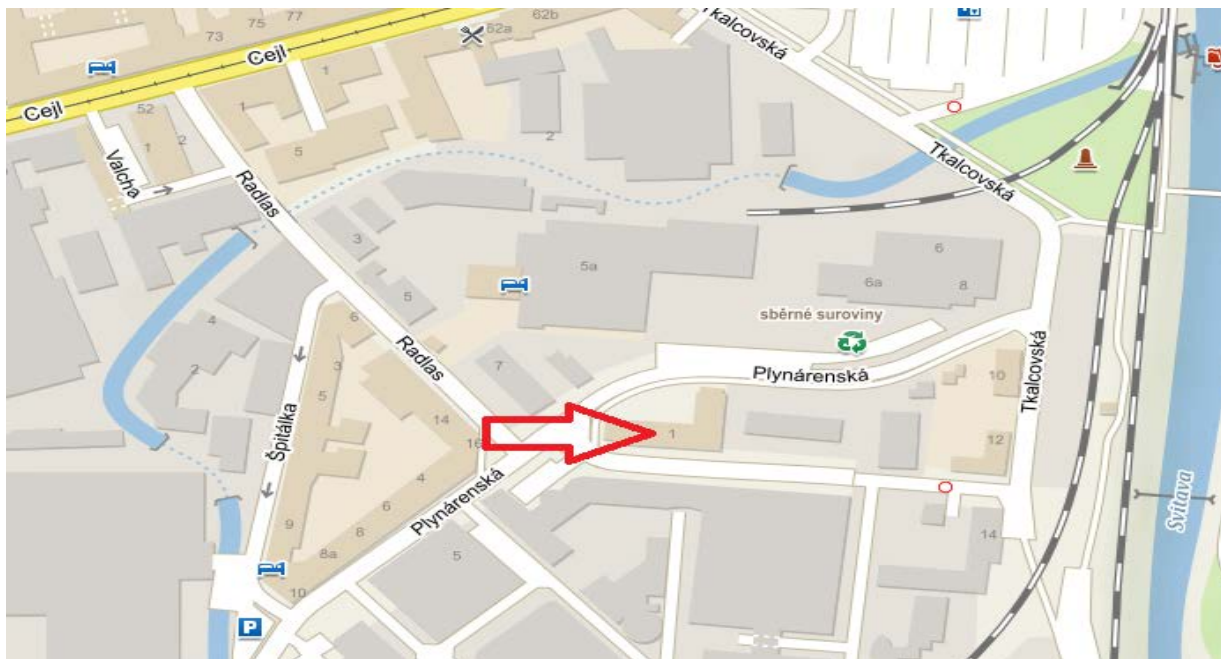 73
75
77
62a
62b
Tkalcovská
Cejl
Cejl
1
52
1
2
1
5
2
Valcha
Radlas
Tkalcovská
3
5a
6
6a
8
5
4
6
sběrné suroviny
2
3
Radlas
7
Plynárenská
10
5
Tkalcovská
14
Špitálka
16
1
12
4
Plynárenská
6
Svitava
9
8
14
8a
5
10
P